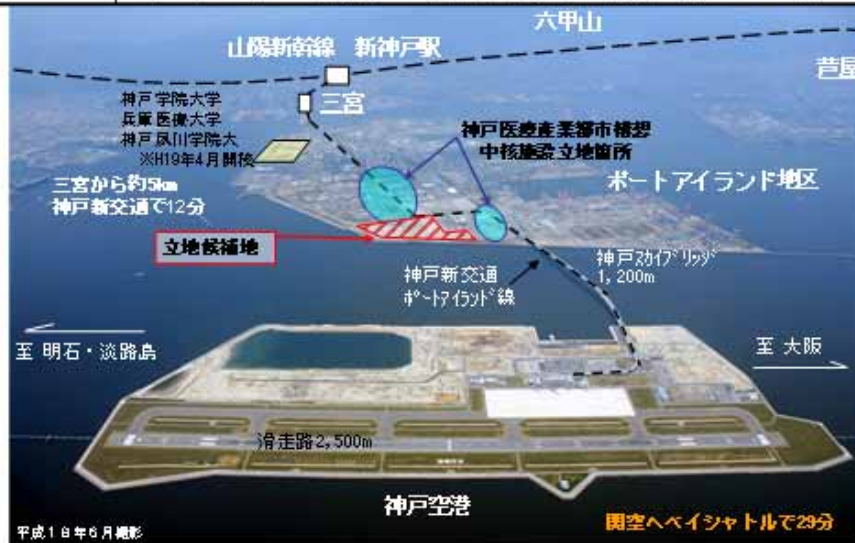 六甲山
山陽新幹線 新神戸駅
芦屋
三宮
神戸学院大学
兵庫医療大学
神戸夙川学院大
※H19年4月開校
神戸医療産業都市構想
中核施設立地箇所
三宮から約5km
神戸新交通で12分
ポートアイランド地区
立地候補地
神戸新交通
ポートアイランド線
神戸スカイブリッジ
1,200m
至 明石・淡路島
至 大阪
滑走路2,500m
神戸空港
関空へベイシャトルで29分
平成19年6月撮影